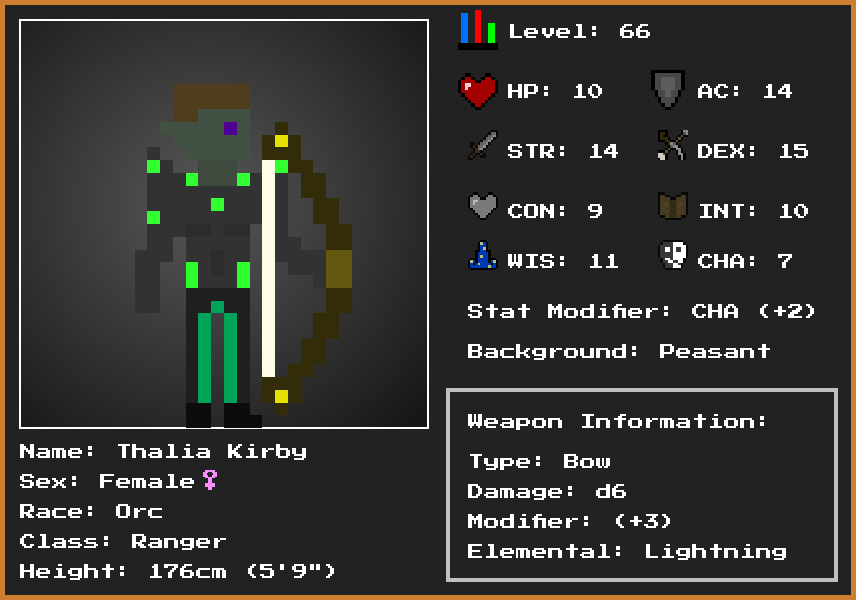 Level: 66
HP: 10
AC: 14
STR: 14
DEX: 15
CON: 9
INT: 10
WIS: 11
CHA: 7
Stat Modifier: CHA (+2)
Background: Peasant
Name: Thalia Kirby
Sex: Female♀
Race: Orc
Class: Ranger
Height: 176cm (5'9")
Weapon Information:
Type: Bow
Damage: d6
Modifier: (+3)
Elemental: Lightning